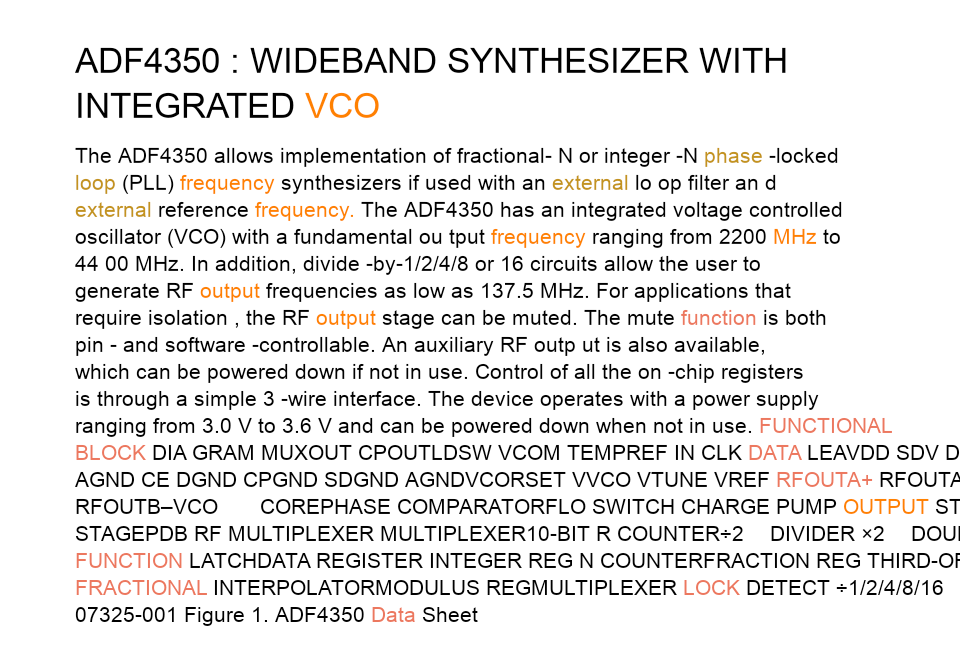 ADF4350 : WIDEBAND SYNTHESIZER WITH
INTEGRATED VCO
The ADF4350 allows implementation of fractional- N or integer -N phase -locked
loop (PLL) frequency synthesizers if used with an external lo op filter an d
external reference frequency. The ADF4350 has an integrated voltage controlled
oscillator (VCO) with a fundamental ou tput frequency ranging from 2200 MHz to
44 00 MHz. In addition, divide -by-1/2/4/8 or 16 circuits allow the user to
generate RF output frequencies as low as 137.5 MHz. For applications that
require isolation , the RF output stage can be muted. The mute function is both
pin - and software -controllable. An auxiliary RF outp ut is also available,
which can be powered down if not in use. Control of all the on -chip registers
is through a simple 3 -wire interface. The device operates with a power supply
ranging from 3.0 V to 3.6 V and can be powered down when not in use. FUNCTIONAL
BLOCK DIA GRAM MUXOUT CPOUTLDSW VCOM TEMPREF IN CLK DATA LEAVDD SDV D
AGND CE DGND CPGND SDGND AGNDVCORSET VVCO VTUNE VREF RFOUTA+ RFOUTA
RFOUTB–VCO COREPHASE COMPARATORFLO SWITCH CHARGE PUMP OUTPUT ST
STAGEPDB RF MULTIPLEXER MULTIPLEXER10-BIT R COUNTER÷2 DIVIDER ×2 DOU
FUNCTION LATCHDATA REGISTER INTEGER REG N COUNTERFRACTION REG THIRD-OR
FRACTIONAL INTERPOLATORMODULUS REGMULTIPLEXER LOCK DETECT ÷1/2/4/8/16
07325-001 Figure 1. ADF4350 Data Sheet